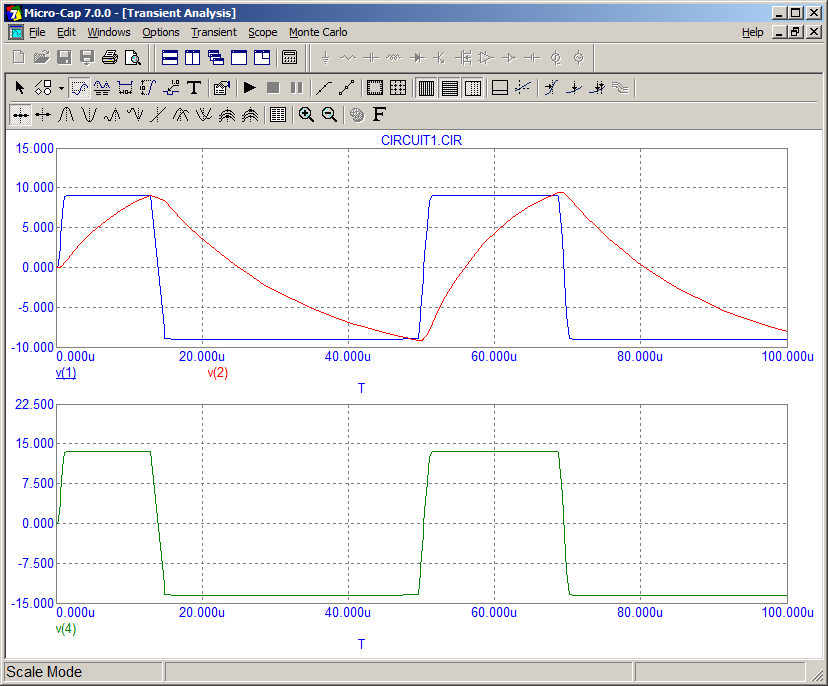 Micro-Cap 7.0.0 - [Transient Analysis]
File Edit Windows Options Transient Scope Monte Carlo Help
T
F
CIRCUIT1.CIR
15.000
10.000
5.000
0.000
-5.000
-10.000
0.000u 20.000u 40.000u 60.000u 80.000u 100.000u
v(1) v(2)
T
22.500
15.000
7.500
0.000
-7.500
-15.000
0.000u 20.000u 40.000u 60.000u 80.000u 100.000u
v(4)
T
Scale Mode